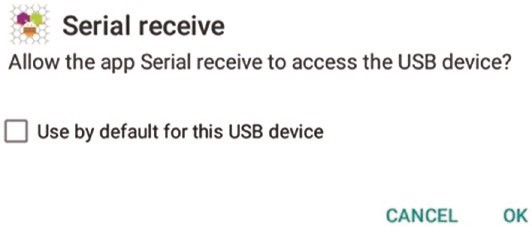 Serial receive
Allow the app Serial receive to access the USB device?
Use by default for this USB device
CANCEL OK